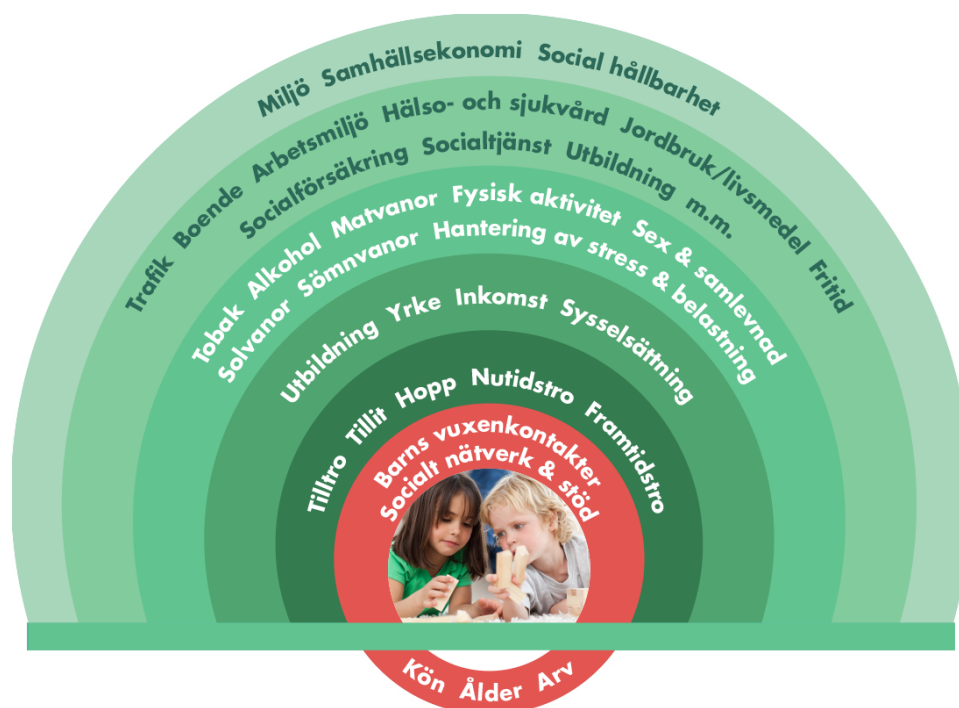 Miljö Samhällsekonomi Social hållbarhet
Trafik Boende Arbetsmiljö Hälso- och sjukvård Jordbruk/livsmedel Fritid
Socialförsäkring Socialtjänst Utbildning m.m.
Tobak Alkohol Matvanor Fysisk aktivitet Sex & samlevnad
Solvanor Sömnvanor Hantering av stress & belastning
Utbildning Yrke Inkomst Sysselsättning
Tilltro Tillit Hopp Nutidstro Framtidstro
Barns vuxenkontakter
Socialt nätverk & stöd
Kön Ålder Arv